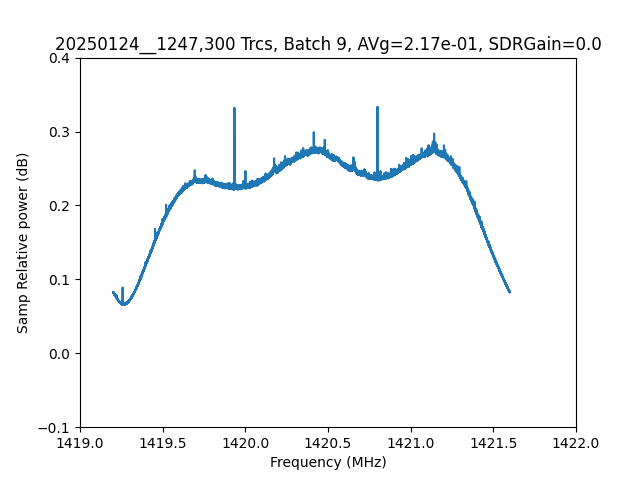 20250124__1247,300 Trcs, Batch 9, AVg=2.17e-01, SDRGain=0.0
Samp Relative power (dB)
0.4
0.3
0.2
0.1
0.0
−0.1
1419.0 1419.5 1420.0 1420.5 1421.0 1421.5 1422.0
Frequency (MHz)